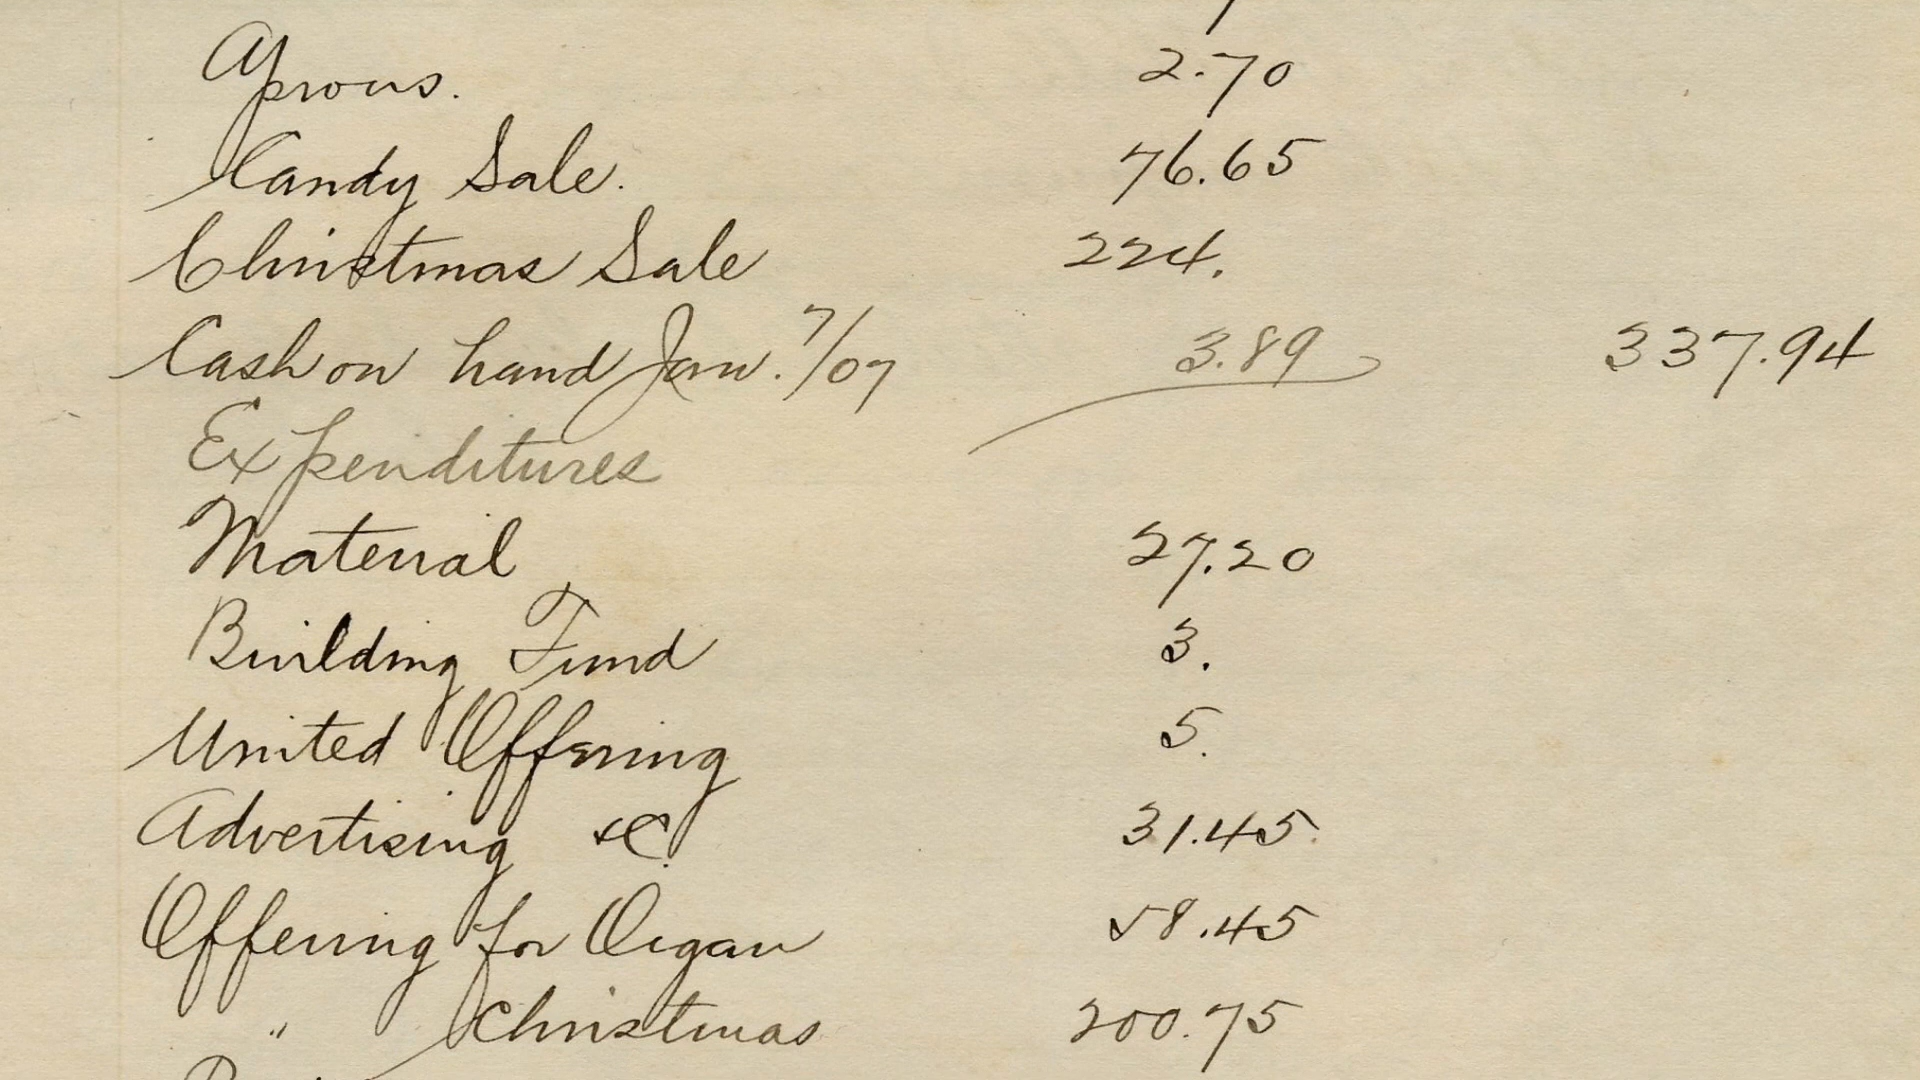 Aprons. 2.70
Candy Sale. 76.65
Christmas Sale 224.
Cash on hand Jan. 7/07 3.89 337.94
Expenditures
Material 27.20
Building Fund 3.
United Offering 5.
Advertising &C. 31.45
Offering for Organ 58.45
" Christmas 200.75